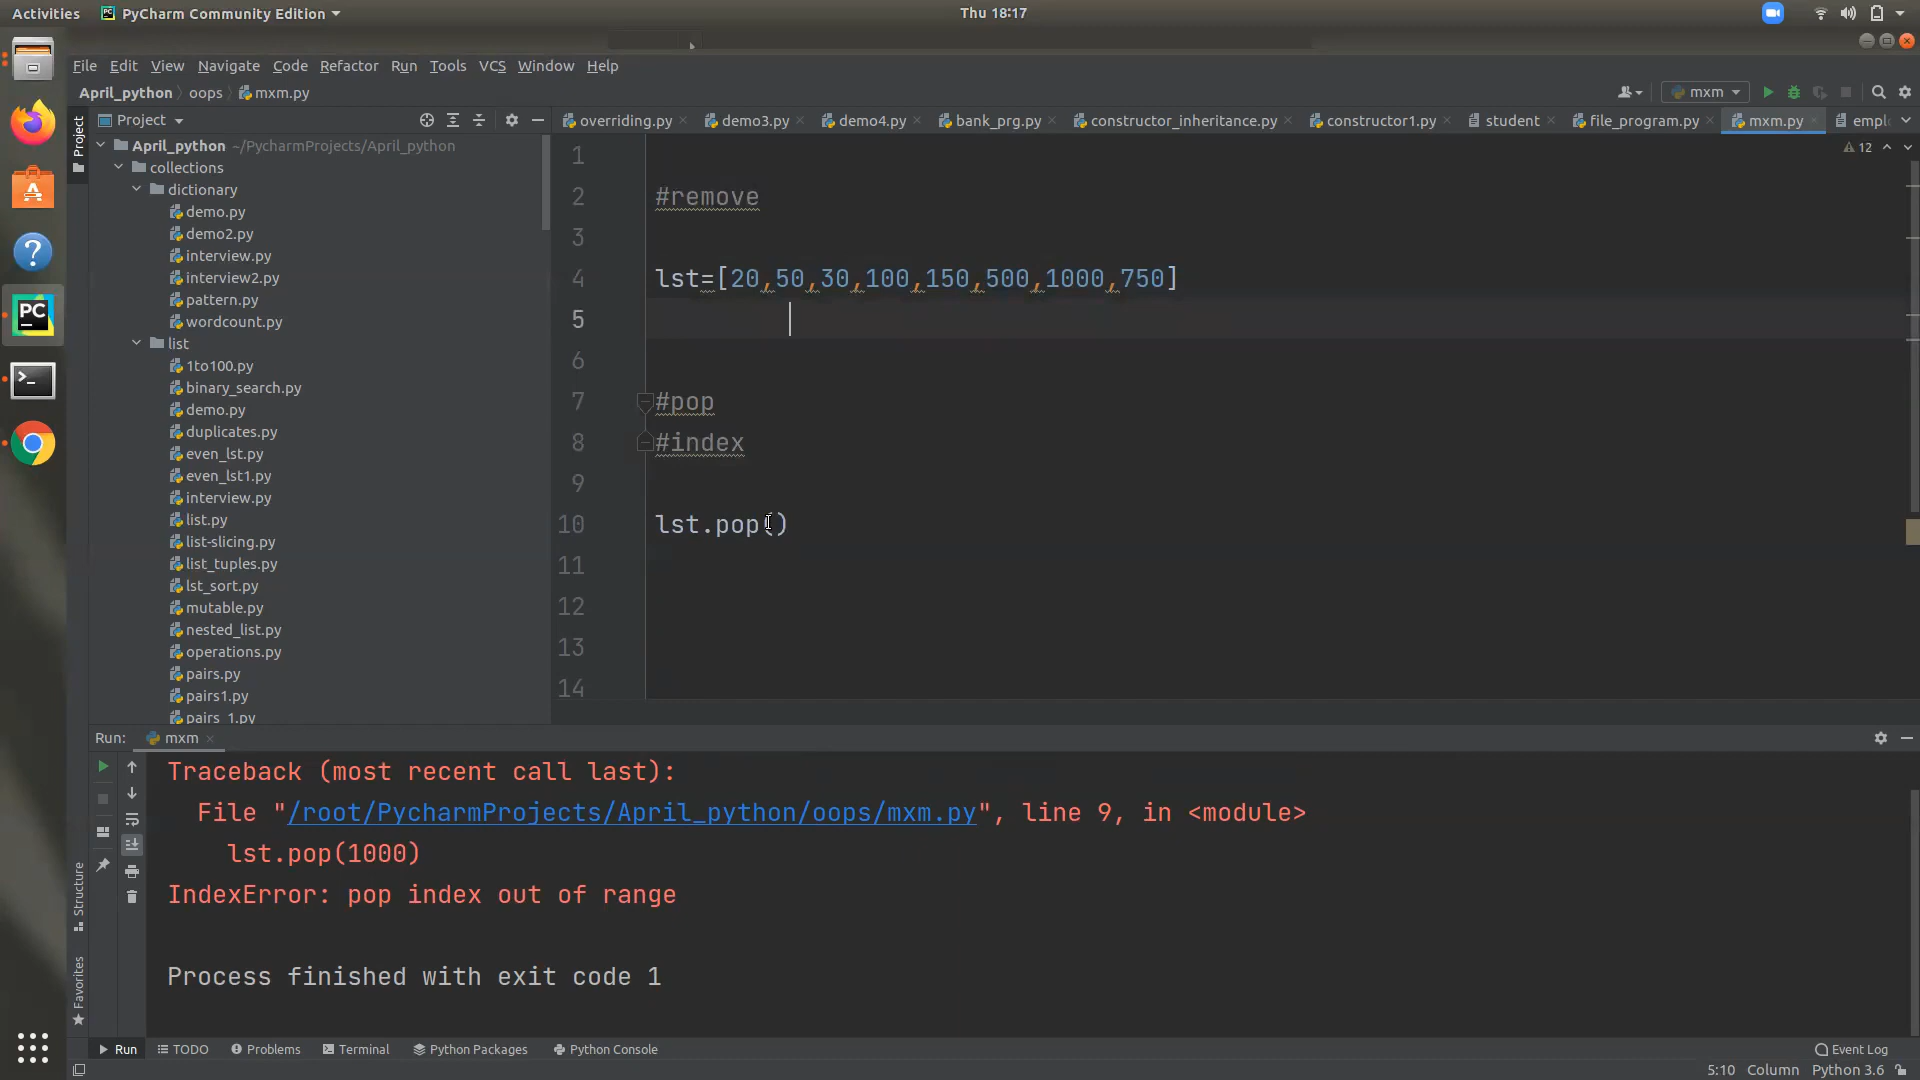 Activities
PyCharm Community Edition
Thu 18:17
File Edit View Navigate Code Refactor Run Tools VCS Window Help
April_python
oops
mxm.py
mxm
Project
Project
overriding.py
demo3.py
demo4.py
bank_prg.py
constructor_inheritance.py
constructor1.py
student
file_program.py
mxm.py
emplo
12
April_python ~/PycharmProjects/April_python
collections
dictionary
demo.py
demo2.py
interview.py
interview2.py
pattern.py
wordcount.py
list
1to100.py
binary_search.py
demo.py
duplicates.py
even_lst.py
even_lst1.py
interview.py
list.py
list-slicing.py
list_tuples.py
lst_sort.py
mutable.py
nested_list.py
operations.py
pairs.py
pairs1.py
pairs_1.py
1
2 #remove
3
4 lst=[20,50,30,100,150,500,1000,750]
5
6
7 #pop
8 #index
9
10 lst.pop()
11
12
13
14
Run:
mxm
Traceback (most recent call last):
File "/root/PycharmProjects/April_python/oops/mxm.py", line 9, in <module>
lst.pop(1000)
IndexError: pop index out of range
Process finished with exit code 1
Structure
Favorites
Run
TODO
Problems
Terminal
Python Packages
Python Console
Event Log
5:10
Column
Python 3.6